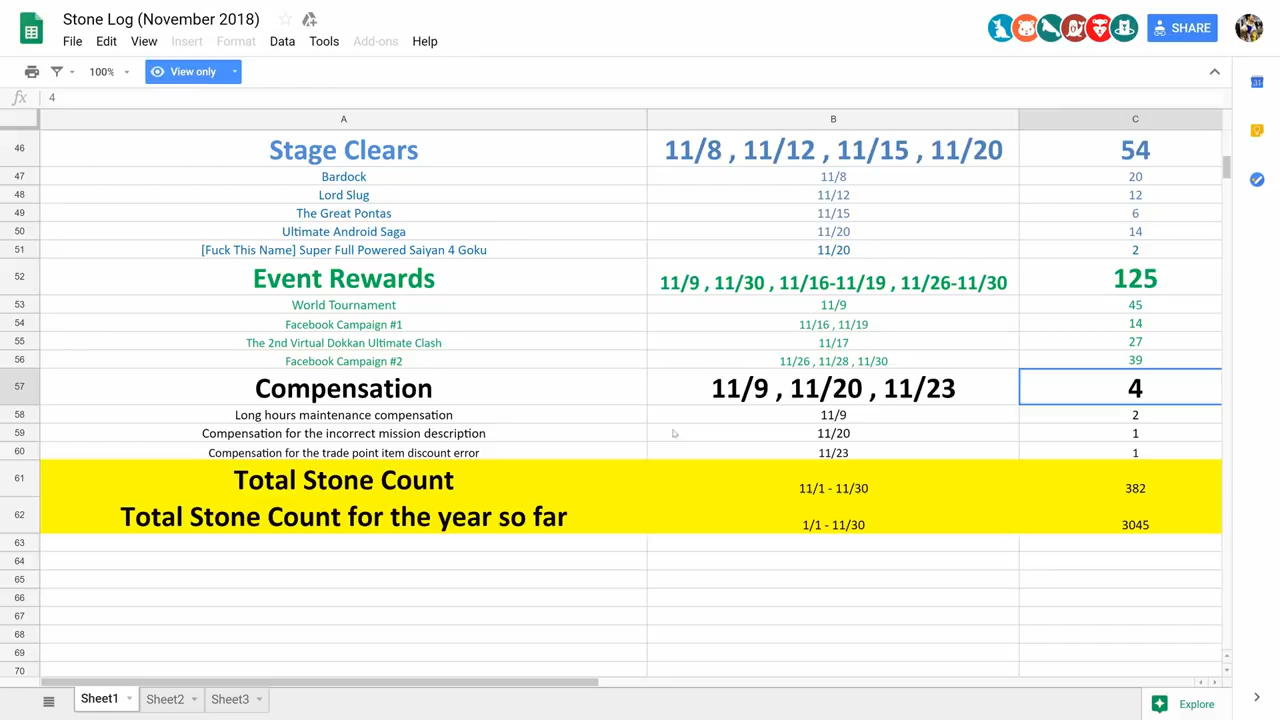 Stone Log (November 2018)
File Edit View Insert Format Data Tools Add-ons Help
SHARE
100% View only
fx 4
A B C
46 Stage Clears 11/8 , 11/12 , 11/15 , 11/20 54
47 Bardock 11/8 20
48 Lord Slug 11/12 12
49 The Great Pontas 11/15 6
50 Ultimate Android Saga 11/20 14
51 [Fuck This Name] Super Full Powered Saiyan 4 Goku 11/20 2
52 Event Rewards 11/9 , 11/30 , 11/16-11/19 , 11/26-11/30 125
53 World Tournament 11/9 45
54 Facebook Campaign #1 11/16 , 11/19 14
55 The 2nd Virtual Dokkan Ultimate Clash 11/17 27
56 Facebook Campaign #2 11/26 , 11/28 , 11/30 39
57 Compensation 11/9 , 11/20 , 11/23 4
58 Long hours maintenance compensation 11/9 2
59 Compensation for the incorrect mission description 11/20 1
60 Compensation for the trade point item discount error 11/23 1
61 Total Stone Count 11/1 - 11/30 382
62 Total Stone Count for the year so far 1/1 - 11/30 3045
63
64
65
66
67
68
69
70
Sheet1 Sheet2 Sheet3 Explore
31